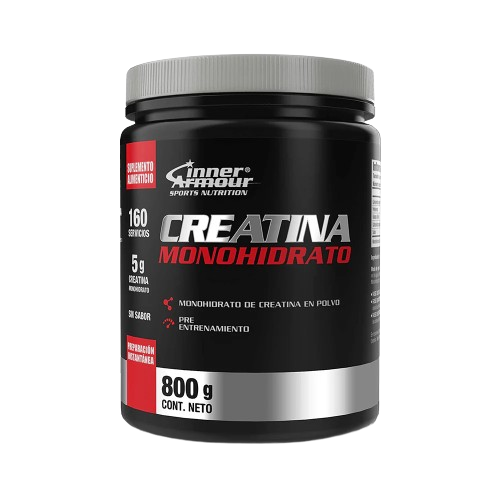 inner®
Armour
SPORTS NUTRITION
SUPLEMENTO
ALIMENTICIO
160
SERVICIOS
5 g
CREATINA
MONOHIDRATO
SIN SABOR
PREPARACIÓN
INSTANTÁNEA
CREATINA
MONOHIDRATO
MONOHIDRATO DE CREATINA EN POLVO
PRE
ENTRENAMIENTO
800 g
CONT. NETO